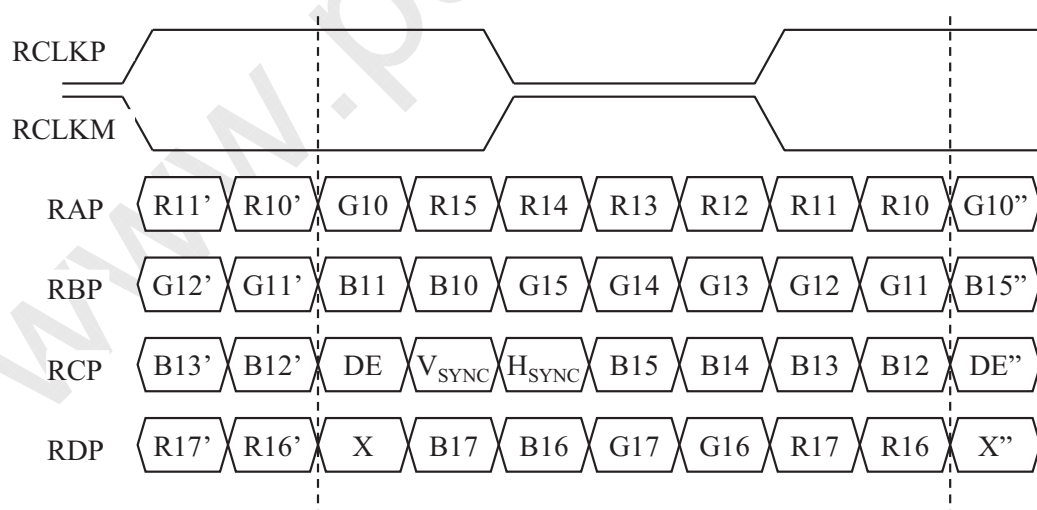 RCLKP
RCLKM
RAP R11’ R10’ G10 R15 R14 R13 R12 R11 R10 G10”
RBP G12’ G11’ B11 B10 G15 G14 G13 G12 G11 B15”
RCP B13’ B12’ DE VSYNC HSYNC B15 B14 B13 B12 DE”
RDP R17’ R16’ X B17 B16 G17 G16 R17 R16 X”
www.p